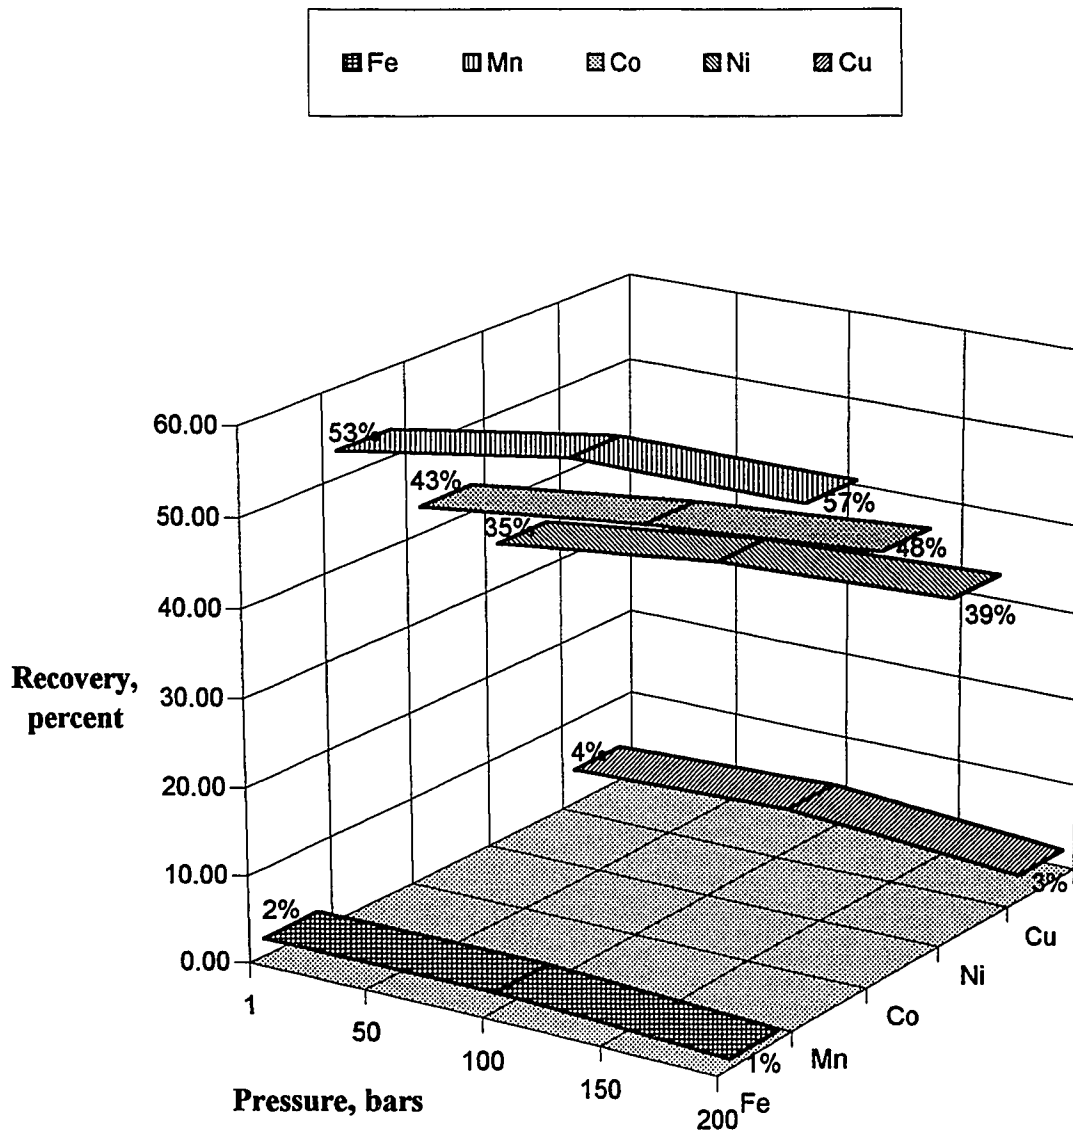 Fe Mn Co Ni Cu
60.00
50.00
40.00
30.00
20.00
10.00
0.00
Recovery,
percent
53%
57%
43%
48%
35%
39%
4%
3%
2%
1%
1
50
100
150
200
Pressure, bars
Fe
Mn
Co
Ni
Cu